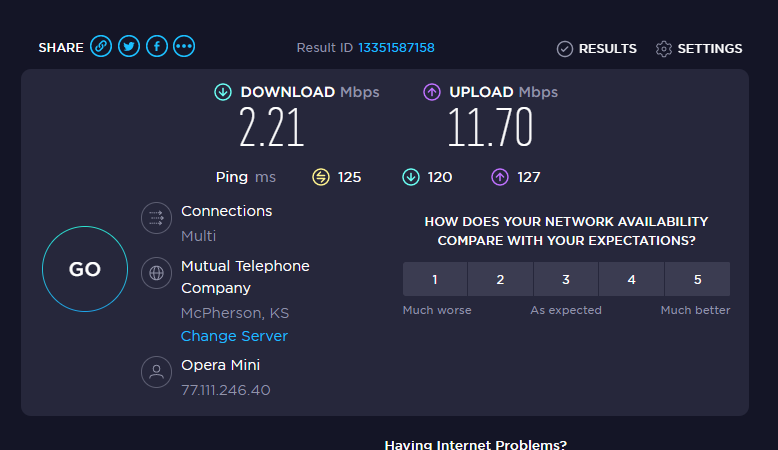 SHARE
Result ID 13351587158
RESULTS
SETTINGS
DOWNLOAD Mbps
UPLOAD Mbps
2.21
11.70
Ping ms
125
120
127
Connections
Multi
GO
Mutual Telephone
Company
McPherson, KS
Change Server
Opera Mini
77.111.246.40
HOW DOES YOUR NETWORK AVAILABILITY
COMPARE WITH YOUR EXPECTATIONS?
1 2 3 4 5
Much worse As expected Much better
Having Internet Problems?